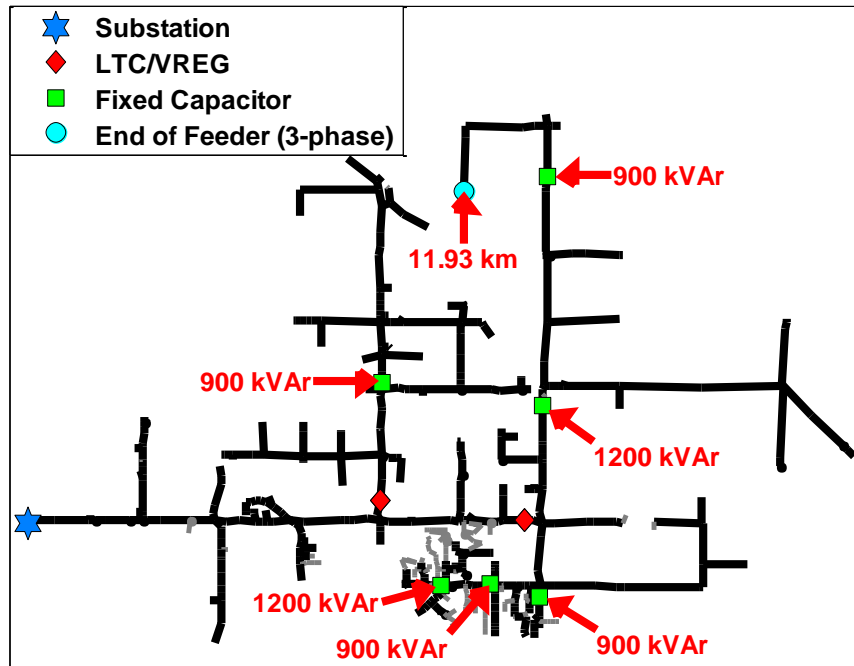 Substation
LTC/VREG
Fixed Capacitor
End of Feeder (3-phase)
900 kVAr
11.93 km
900 kVAr
1200 kVAr
1200 kVAr
900 kVAr
900 kVAr